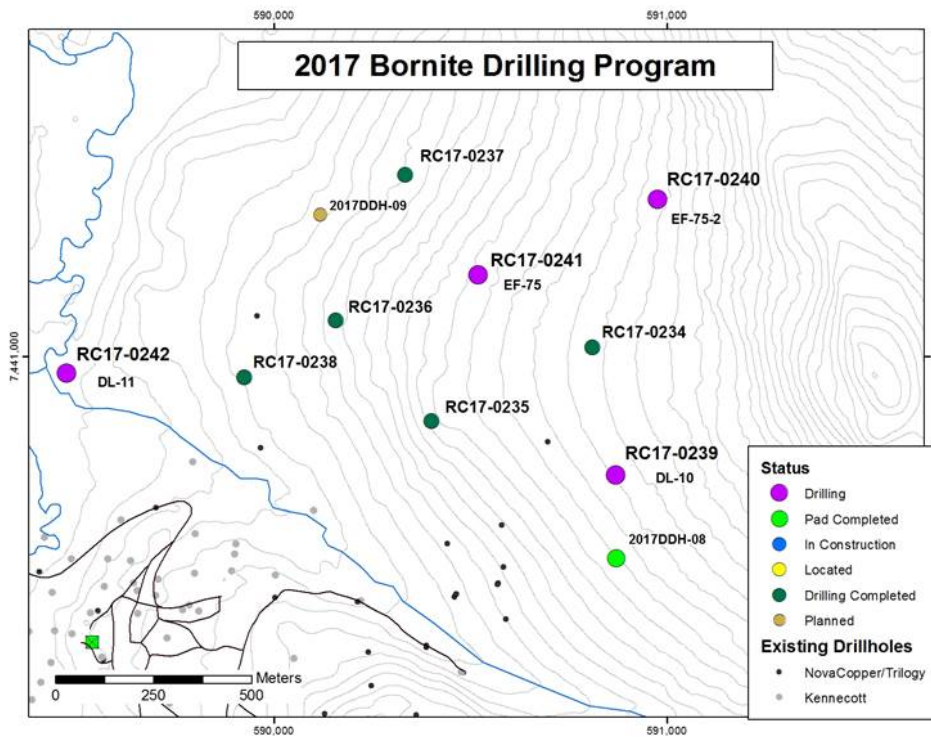 590,000
591,000
2017 Bornite Drilling Program
RC17-0237
2017DDH-09
RC17-0240
EF-75-2
RC17-0241
EF-75
RC17-0236
RC17-0234
7,441,000
RC17-0242
DL-11
RC17-0238
RC17-0235
RC17-0239
DL-10
2017DDH-08
Status
Drilling
Pad Completed
In Construction
Located
Drilling Completed
Planned
Existing Drillholes
NovaCopper/Trilogy
Kennecott
Meters
0 250 500
590,000
591,000